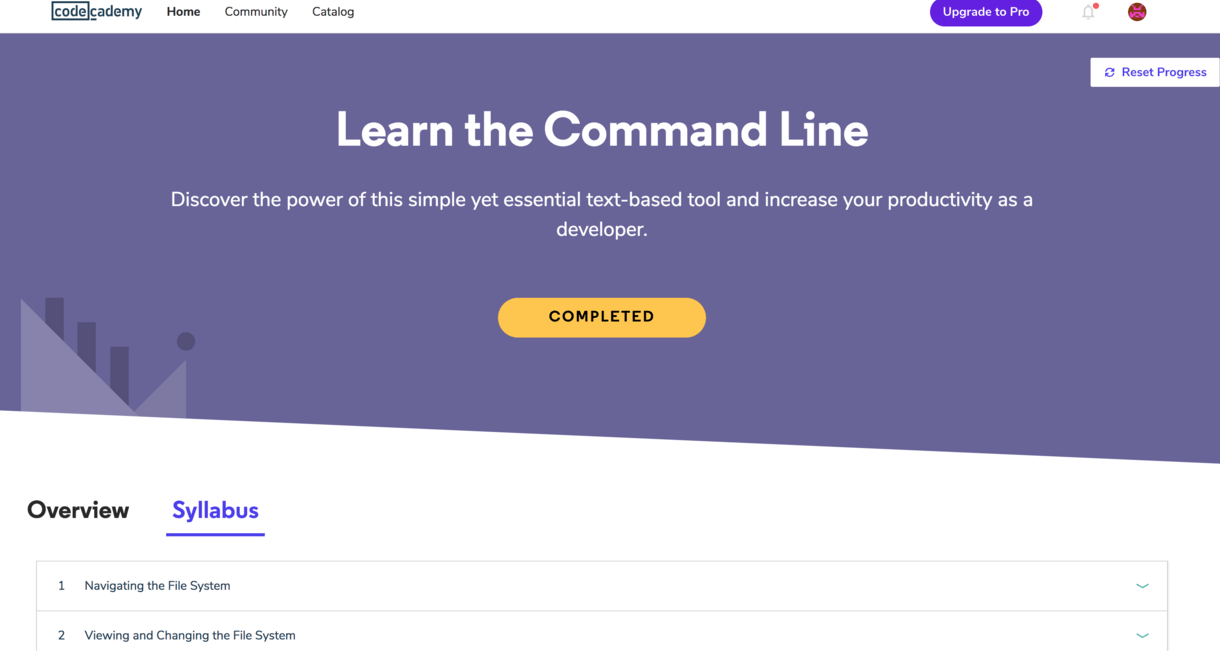 codecademy
Home
Community
Catalog
Upgrade to Pro
Reset Progress
Learn the Command Line
Discover the power of this simple yet essential text-based tool and increase your productivity as a
developer.
COMPLETED
Overview
Syllabus
1 Navigating the File System
2 Viewing and Changing the File System